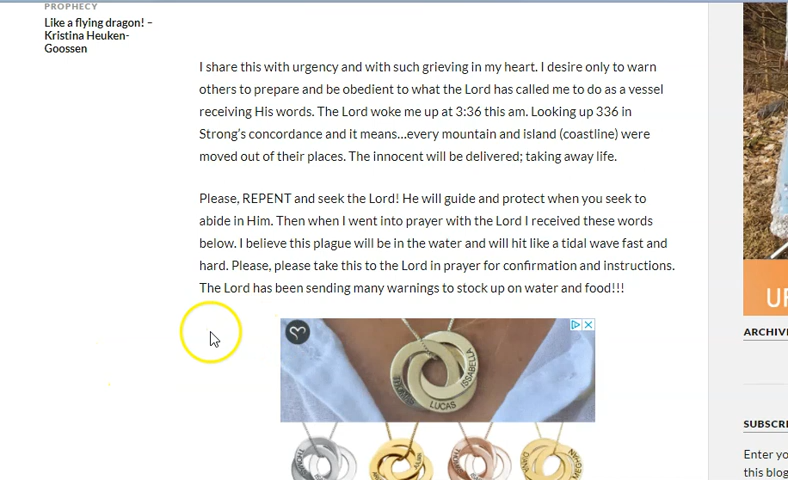 PROPHECY
Like a flying dragon! –
Kristina Heuken-
Goossen
I share this with urgency and with such grieving in my heart. I desire only to warn
others to prepare and be obedient to what the Lord has called me to do as a vessel
receiving His words. The Lord woke me up at 3:36 this am. Looking up 336 in
Strong’s concordance and it means…every mountain and island (coastline) were
moved out of their places. The innocent will be delivered; taking away life.
Please, REPENT and seek the Lord! He will guide and protect when you seek to
abide in Him. Then when I went into prayer with the Lord I received these words
below. I believe this plague will be in the water and will hit like a tidal wave fast and
hard. Please, please take this to the Lord in prayer for confirmation and instructions.
The Lord has been sending many warnings to stock up on water and food!!!
THOMAS
LUCAS
ISSABELLA
UP
ARCHIV
SUBSCR
Enter yo
this blog